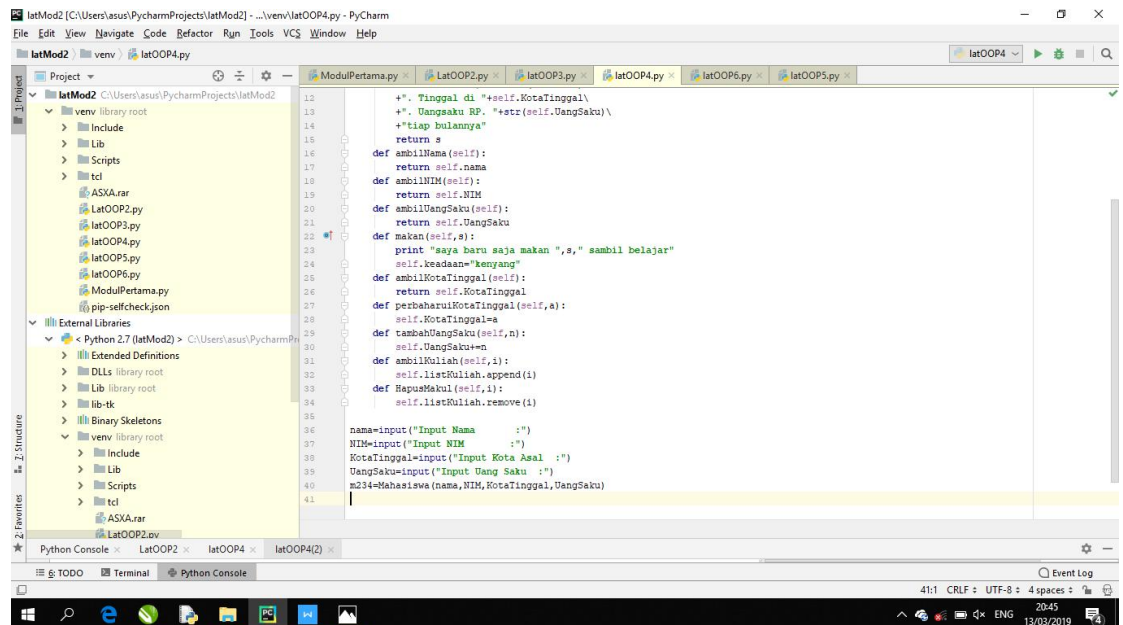 latMod2 [C:\Users\asus\PycharmProjects\latMod2] - ...\venv\latOOP4.py - PyCharm
File Edit View Navigate Code Refactor Run Tools VCS Window Help
latMod2 venv latOOP4.py latOOP4
Project
ModulPertama.py LatOOP2.py latOOP3.py latOOP4.py latOOP6.py latOOP5.py
1: Project
7: Structure
2: Favorites
latMod2 C:\Users\asus\PycharmProjects\latMod2
venv library root
Include
Lib
Scripts
tcl
ASXA.rar
LatOOP2.py
latOOP3.py
latOOP4.py
latOOP5.py
latOOP6.py
ModulPertama.py
pip-selfcheck.json
External Libraries
< Python 2.7 (latMod2) > C:\Users\asus\PycharmPr
Extended Definitions
DLLs library root
Lib library root
lib-tk
Binary Skeletons
venv library root
Include
Lib
Scripts
tcl
ASXA.rar
LatOOP2.py
12 +". Tinggal di "+self.KotaTinggal\
13 +". Uangsaku RP. "+str(self.UangSaku)\
14 +"tiap bulannya"
15 return s
16 def ambilNama(self):
17 return self.nama
18 def ambilNIM(self):
19 return self.NIM
20 def ambilUangSaku(self):
21 return self.UangSaku
22 def makan(self,s):
23 print "saya baru saja makan ",s," sambil belajar"
24 self.keadaan="kenyang"
25 def ambilKotaTinggal(self):
26 return self.KotaTinggal
27 def perbaharuiKotaTinggal(self,a):
28 self.KotaTinggal=a
29 def tambahUangSaku(self,n):
30 self.UangSaku+=n
31 def ambilKuliah(self,i):
32 self.listKuliah.append(i)
33 def HapusMakul(self,i):
34 self.listKuliah.remove(i)
35
36 nama=input("Input Nama       :")
37 NIM=input("Input NIM        :")
38 KotaTinggal=input("Input Kota Asal  :")
39 UangSaku=input("Input Uang Saku  :")
40 m234=Mahasiswa(nama,NIM,KotaTinggal,UangSaku)
41
Python Console LatOOP2 latOOP4 latOOP4(2)
6: TODO Terminal Python Console Event Log
41:1 CRLF UTF-8 4 spaces
PC
ENG 20:45
13/03/2019
4